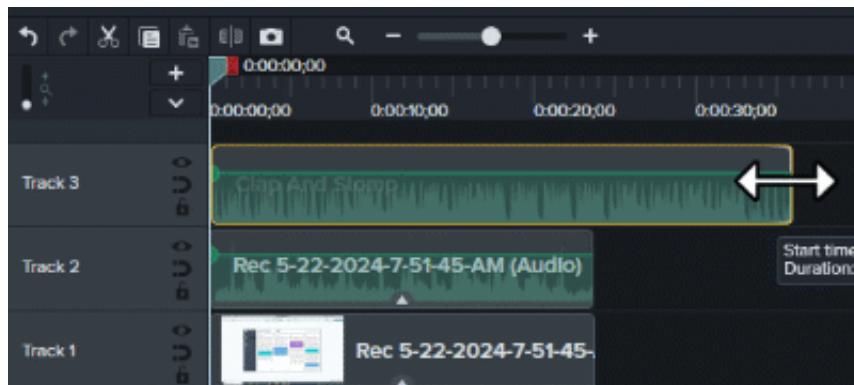 0:00:00;00
0:00:00;00 0:00:10;00 0:00:20;00 0:00:30;00
Track 3
Clap And Stomp
Track 2
Rec 5-22-2024-7-51-45-AM (Audio)
Start time
Duration:
Track 1
Rec 5-22-2024-7-51-45-